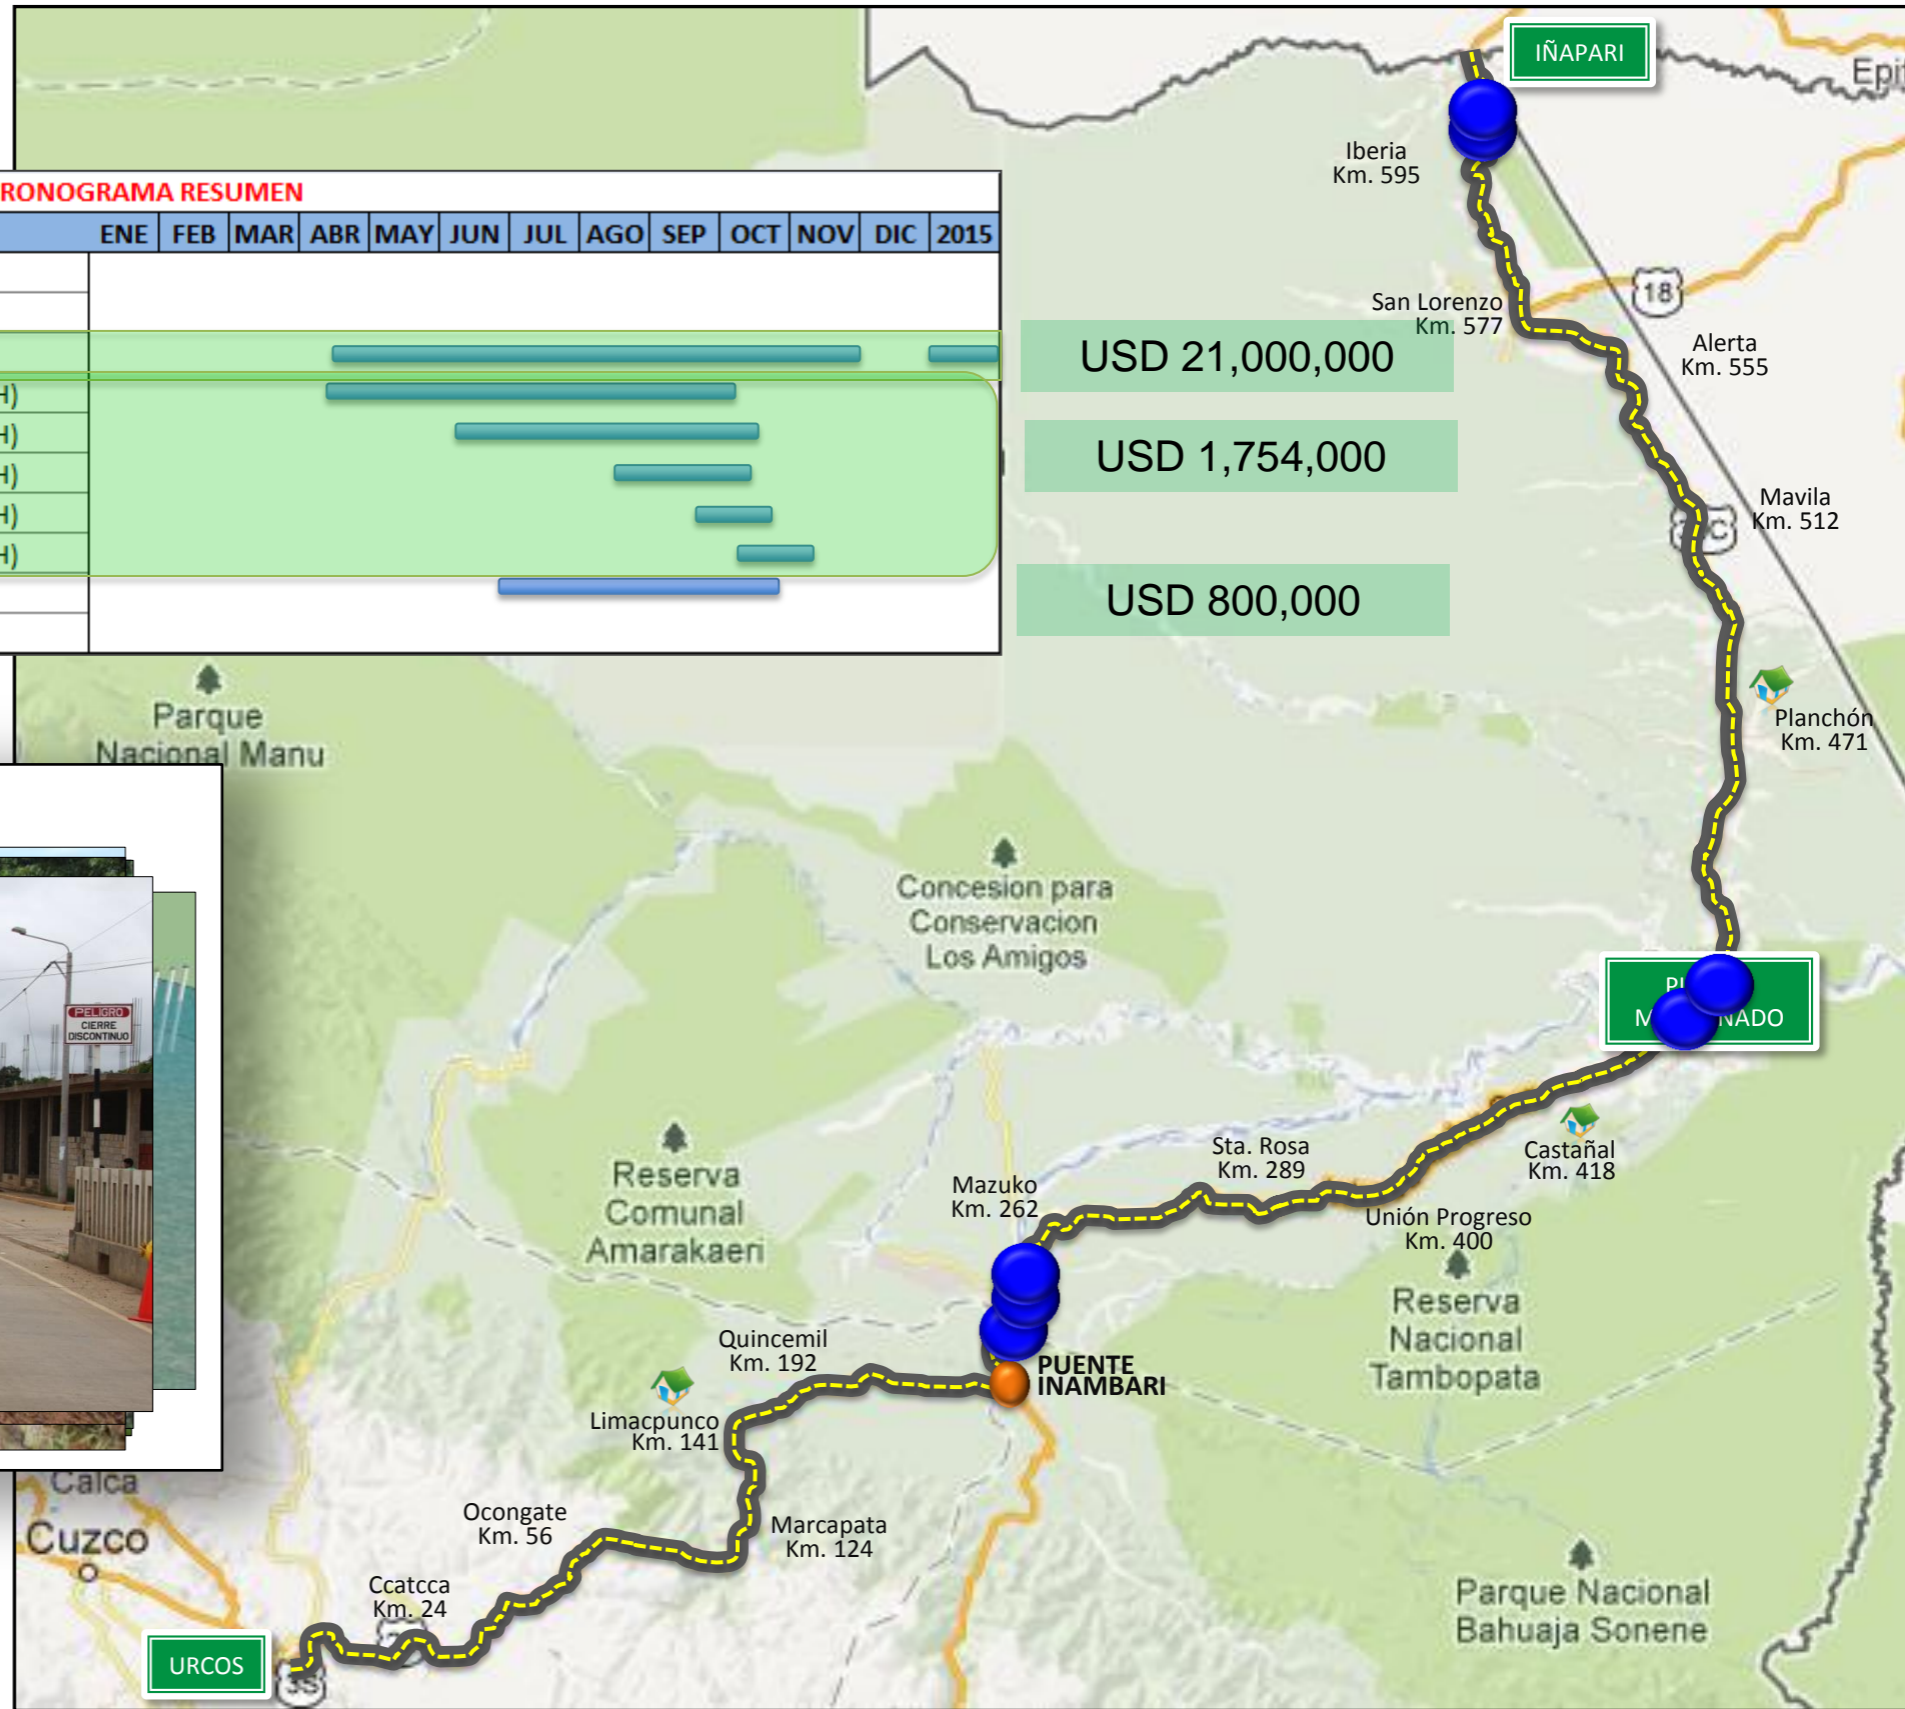 IÑAPARI
Iberia
Km. 595
RONOGRAMA RESUMEN
ENE FEB MAR ABR MAY JUN JUL AGO SEP OCT NOV DIC 2015
18
San Lorenzo
Km. 577
Alerta
Km. 555
USD 21,000,000
H)
H)
H)
H)
H)
USD 1,754,000
Mavila
Km. 512
USD 800,000
Parque
Nacional Manu
Planchón
Km. 471
Concesion para
Conservacion
Los Amigos
PELIGRO
CIERRE
DISCONTINUO
NADO
Reserva
Comunal
Amarakaeri
Mazuko
Km. 262
Sta. Rosa
Km. 289
Castañal
Km. 418
Unión Progreso
Km. 400
Reserva
Nacional
Tambopata
Quincemil
Km. 192
PUENTE
INAMBARI
Limacpunco
Km. 141
Calca
Cuzco
Ocongate
Km. 56
Marcapata
Km. 124
Ccatcca
Km. 24
Parque Nacional
Bahuaja Sonene
URCOS
3S